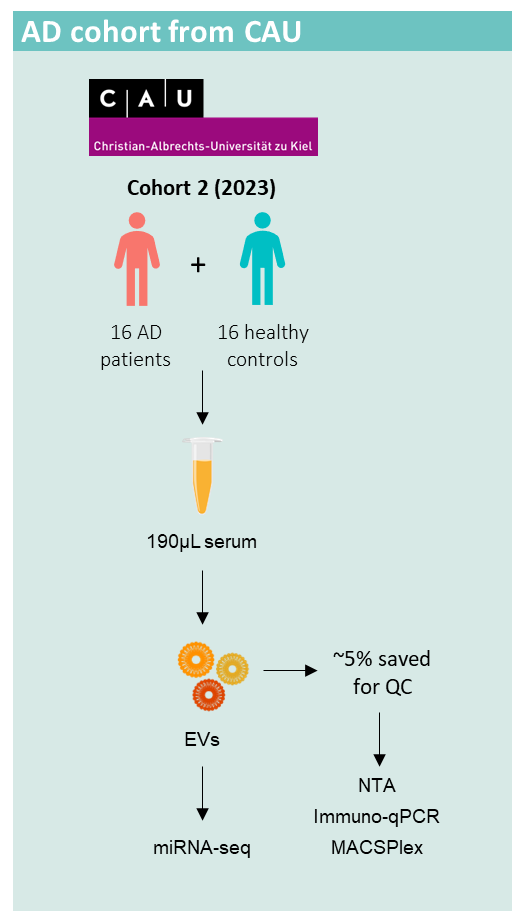 AD cohort from CAU
CAU
Christian-Albrechts-Universität zu Kiel
Cohort 2 (2023)
+
16 AD
patients
16 healthy
controls
190µL serum
~5% saved
for QC
EVs
NTA
Immuno-qPCR
MACSPlex
miRNA-seq